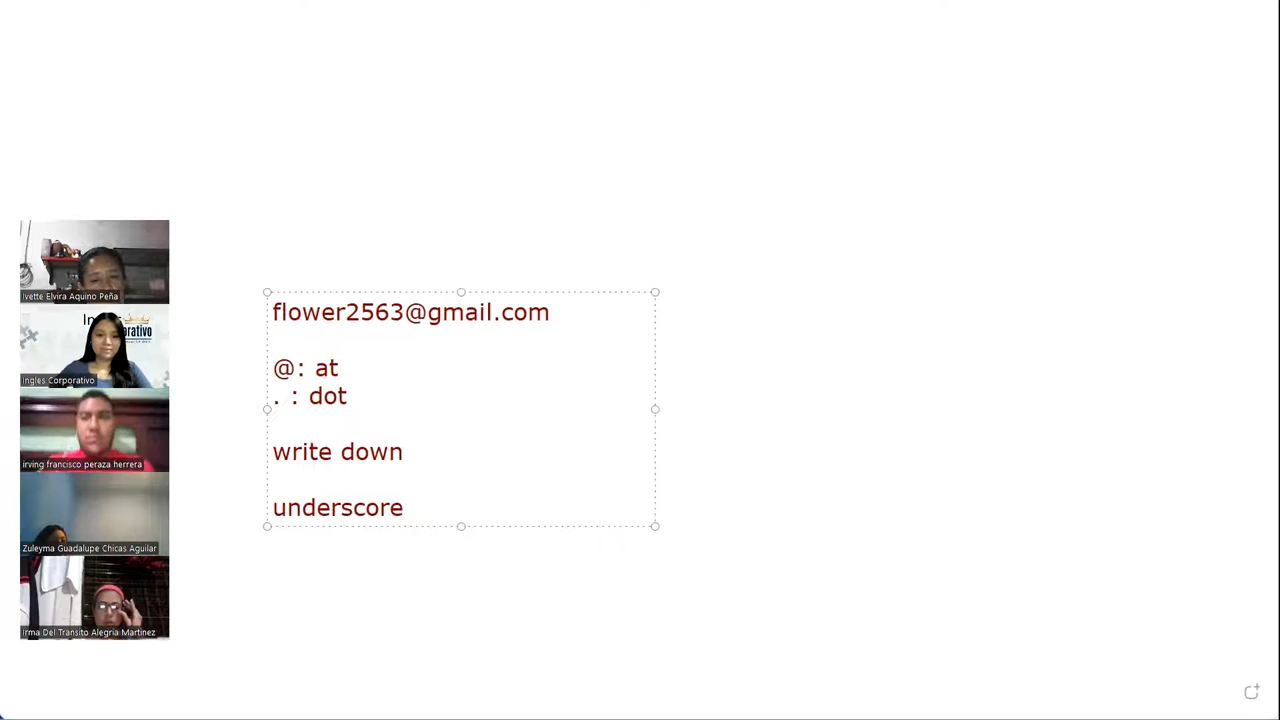 Ivette Elvira Aquino Peña
Ingles Corporativo
irving francisco peraza herrera
Zuleyma Guadalupe Chicas Aguilar
Irma Del Transito Alegria Martinez
flower2563@gmail.com
@: at
. : dot
write down
underscore